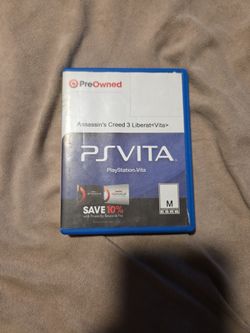 PreOwned
Assassin's Creed 3 Liberat<Vita>
PSVITA
PlayStation.Vita
SAVE 10%
M